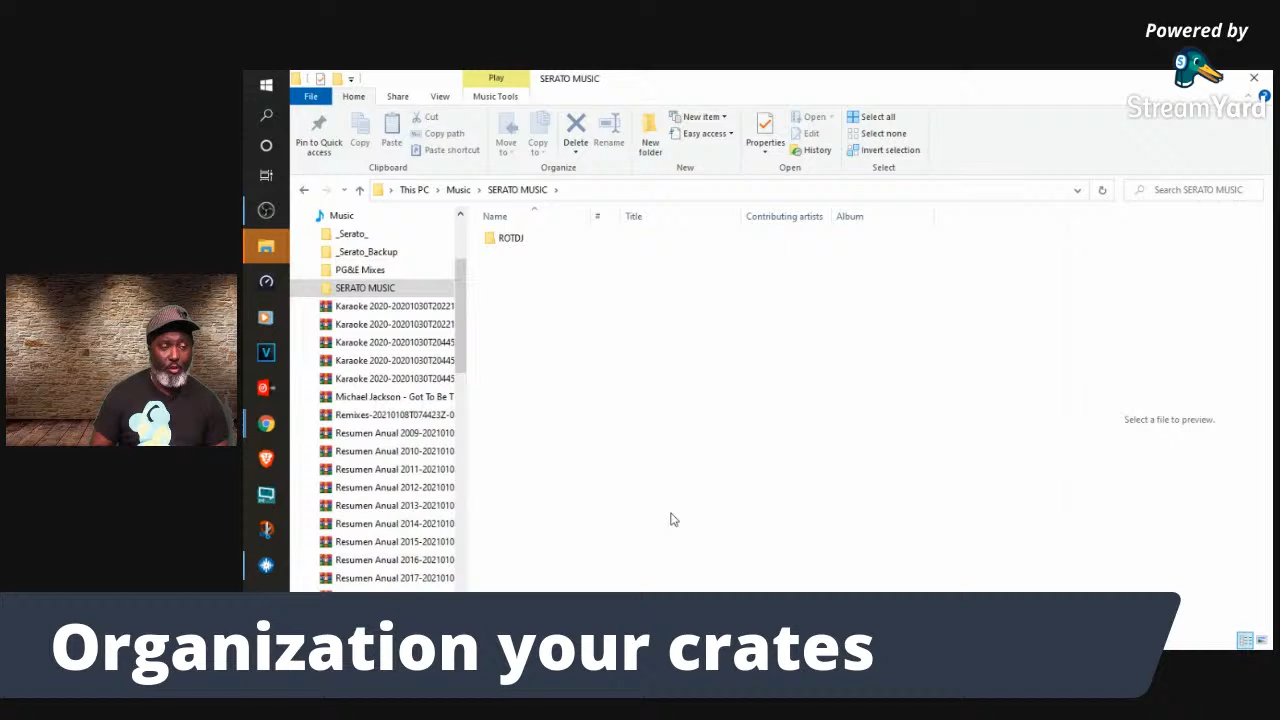 Powered by
StreamYard
Play
SERATO MUSIC
File
Home
Share
View
Music Tools
Pin to Quick access
Copy
Paste
Cut
Copy path
Paste shortcut
Clipboard
Move to
Copy to
Delete
Rename
Organize
New folder
New item
Easy access
New
Properties
Open
Edit
History
Open
Select all
Select none
Invert selection
Select
This PC > Music > SERATO MUSIC >
Search SERATO MUSIC
Music
_Serato_
_Serato_Backup
PG&E Mixes
SERATO MUSIC
Karaoke 2020-20201030T20221
Karaoke 2020-20201030T20221
Karaoke 2020-20201030T20445
Karaoke 2020-20201030T20445
Karaoke 2020-20201030T20445
Michael Jackson - Got To Be T
Remixes-20210108T074423Z-0
Resumen Anual 2009-2021010
Resumen Anual 2010-2021010
Resumen Anual 2011-2021010
Resumen Anual 2012-2021010
Resumen Anual 2013-2021010
Resumen Anual 2014-2021010
Resumen Anual 2015-2021010
Resumen Anual 2016-2021010
Resumen Anual 2017-2021010
Name
#
Title
Contributing artists
Album
ROTDJ
Select a file to preview.
Organization your crates